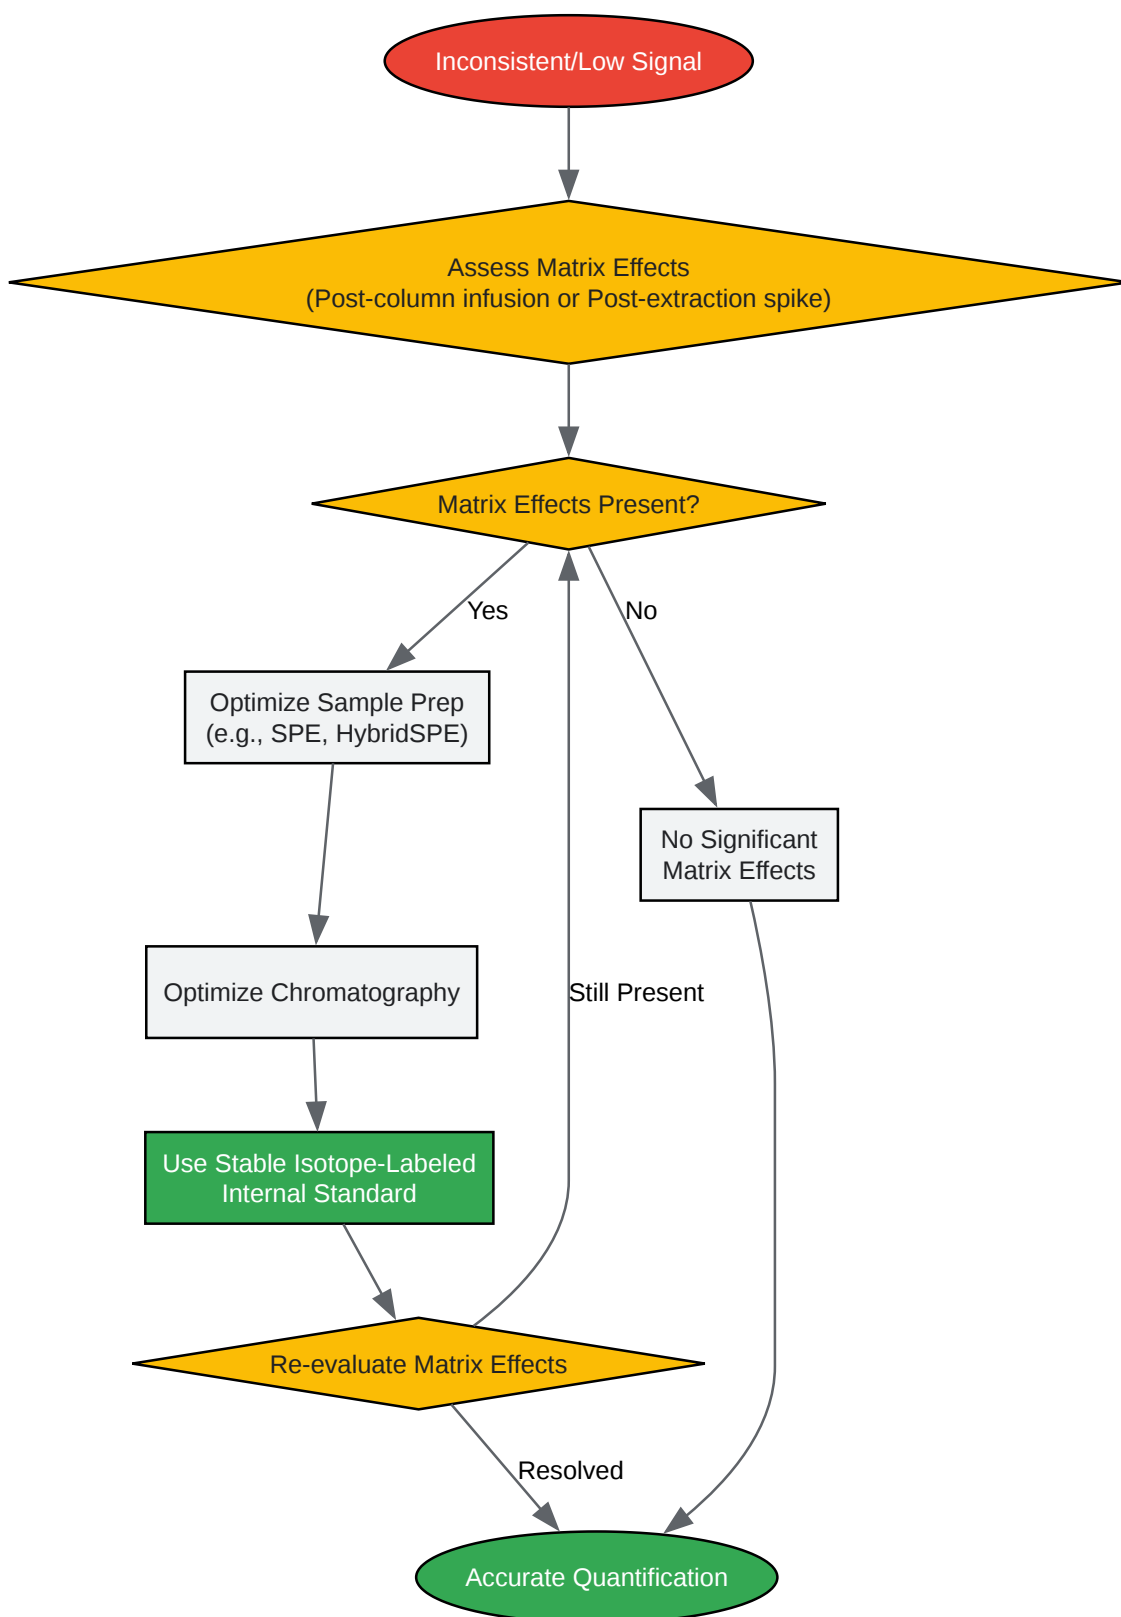 Inconsistent/Low Signal
Assess Matrix Effects
(Post-column infusion or Post-extraction spike)
Matrix Effects Present?
Yes
No
Optimize Sample Prep
(e.g., SPE, HybridSPE)
No Significant
Matrix Effects
Optimize Chromatography
Still Present
Use Stable Isotope-Labeled
Internal Standard
Re-evaluate Matrix Effects
Resolved
Accurate Quantification